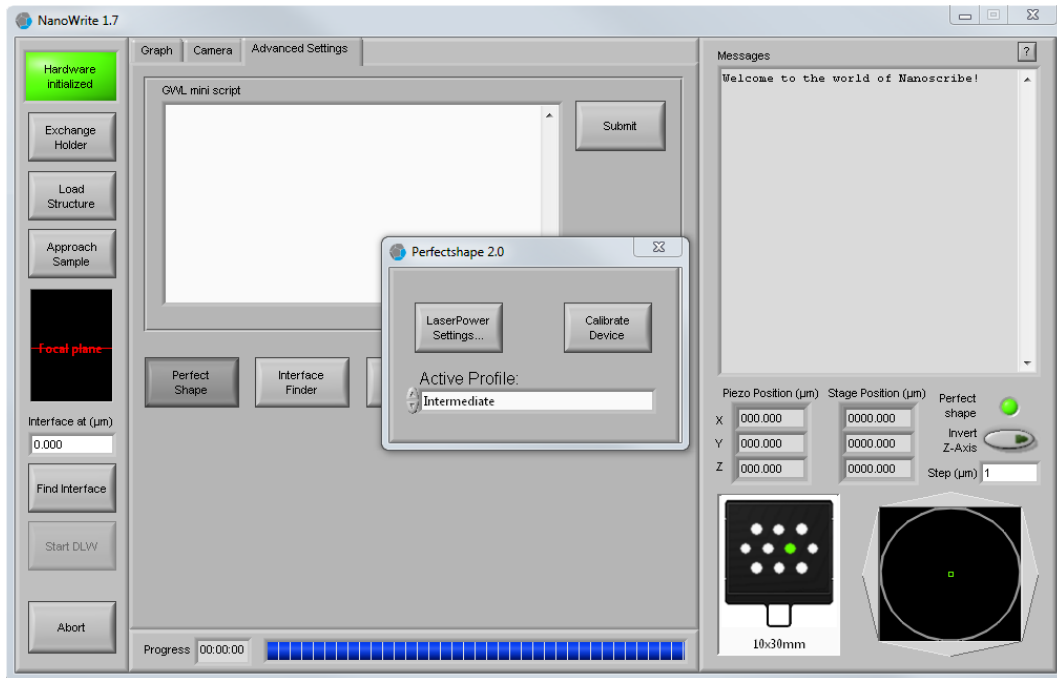 NanoWrite 1.7
Hardware
initialized
Exchange
Holder
Load
Structure
Approach
Sample
Focal plane
Interface at (µm)
0.000
Find Interface
Start DLW
Abort
Graph
Camera
Advanced Settings
GWL mini script
Submit
Perfect
Shape
Interface
Finder
Perfectshape 2.0
LaserPower
Settings...
Calibrate
Device
Active Profile:
Intermediate
Progress
00:00:00
Messages
?
Welcome to the world of Nanoscribe!
Piezo Position (µm) Stage Position (µm)
X 000.000 0000.000
Y 000.000 0000.000
Z 000.000 0000.000
Perfect
shape
Invert
Z-Axis
Step (µm) 1
10x30mm